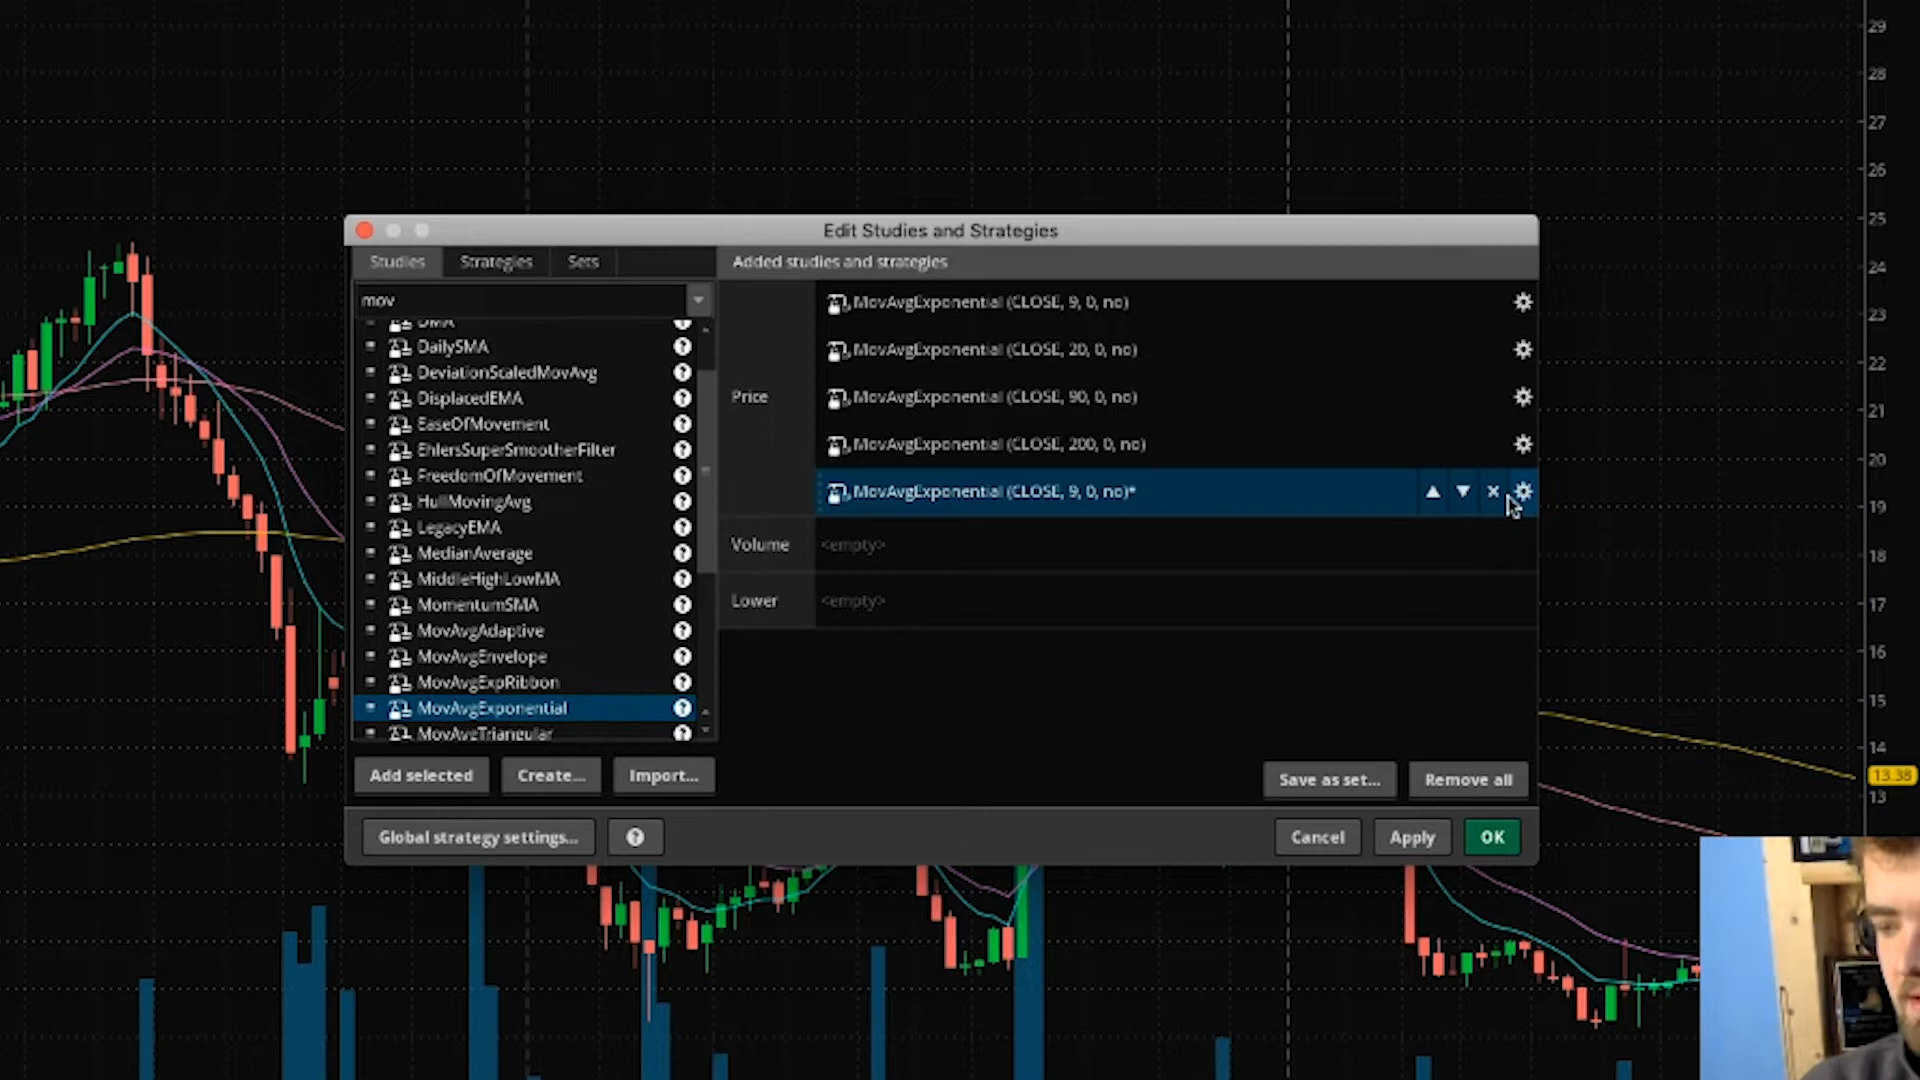 Edit Studies and Strategies
Studies
Strategies
Sets
Added studies and strategies
mov
DMA
DailySMA
DeviationScaledMovAvg
DisplacedEMA
EaseOfMovement
EhlersSuperSmootherFilter
FreedomOfMovement
HullMovingAvg
LegacyEMA
MedianAverage
MiddleHighLowMA
MomentumSMA
MovAvgAdaptive
MovAvgEnvelope
MovAvgExpRibbon
MovAvgExponential
MovAvgTriangular
Add selected
Create...
Import...
Price
MovAvgExponential (CLOSE, 9, 0, no)
MovAvgExponential (CLOSE, 20, 0, no)
MovAvgExponential (CLOSE, 90, 0, no)
MovAvgExponential (CLOSE, 200, 0, no)
MovAvgExponential (CLOSE, 9, 0, no)*
Volume
<empty>
Lower
<empty>
Save as set...
Remove all
Global strategy settings...
?
Cancel
Apply
OK
29
28
27
26
25
24
23
22
21
20
19
18
17
16
15
14
13.38
13